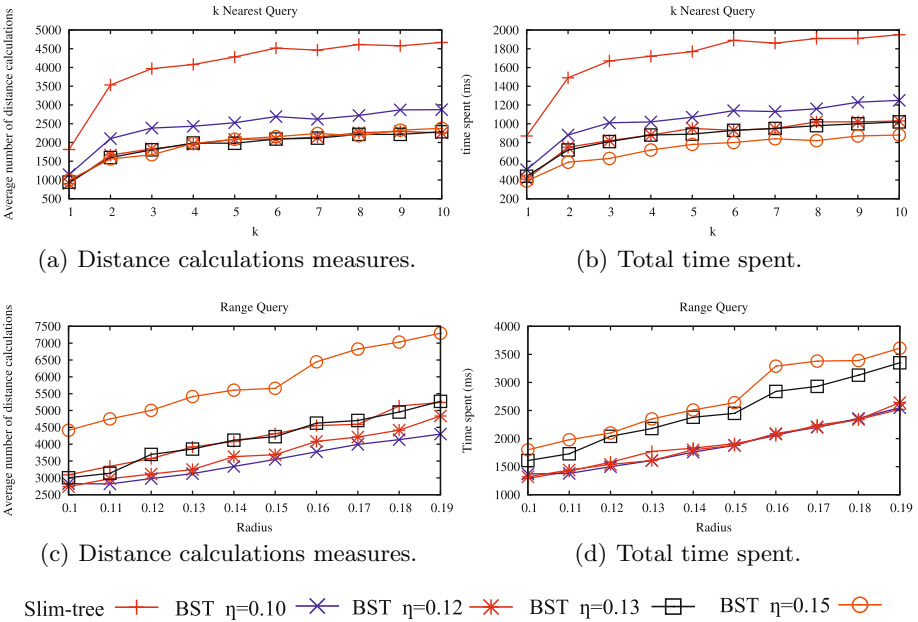 k Nearest Query
Average number of distance calculations
5000
4500
4000
3500
3000
2500
2000
1500
1000
500
1 2 3 4 5 6 7 8 9 10
k
(a) Distance calculations measures.
k Nearest Query
time spent (ms)
2000
1800
1600
1400
1200
1000
800
600
400
200
1 2 3 4 5 6 7 8 9 10
k
(b) Total time spent.
Range Query
Average number of distance calculations
7500
7000
6500
6000
5500
5000
4500
4000
3500
3000
2500
0.1 0.11 0.12 0.13 0.14 0.15 0.16 0.17 0.18 0.19
Radius
(c) Distance calculations measures.
Range Query
Time spent (ms)
4000
3500
3000
2500
2000
1500
1000
0.1 0.11 0.12 0.13 0.14 0.15 0.16 0.17 0.18 0.19
Radius
(d) Total time spent.
Slim-tree BST η=0.10 BST η=0.12 BST η=0.13 BST η=0.15